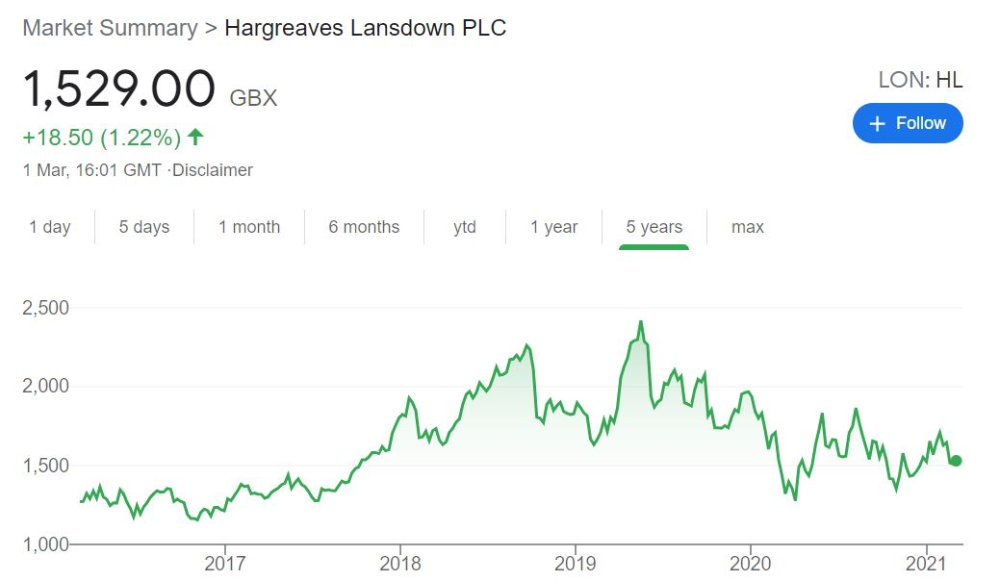 Market Summary > Hargreaves Lansdown PLC
1,529.00 GBX
LON: HL
+18.50 (1.22%)
+ Follow
1 Mar, 16:01 GMT ·Disclaimer
1 day 5 days 1 month 6 months ytd 1 year 5 years max
2,500
2,000
1,500
1,000
2017 2018 2019 2020 2021